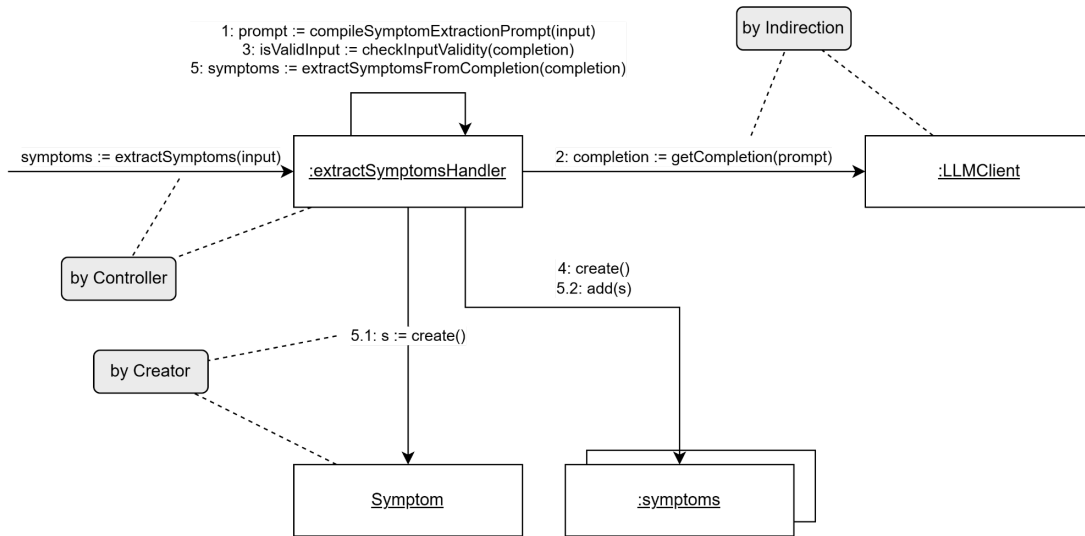 1: prompt := compileSymptomExtractionPrompt(input)
3: isValidInput := checkInputValidity(completion)
5: symptoms := extractSymptomsFromCompletion(completion)
by Indirection
symptoms := extractSymptoms(input)
:extractSymptomsHandler
2: completion := getCompletion(prompt)
:LLMClient
by Controller
4: create()
5.2: add(s)
5.1: s := create()
by Creator
Symptom
:symptoms